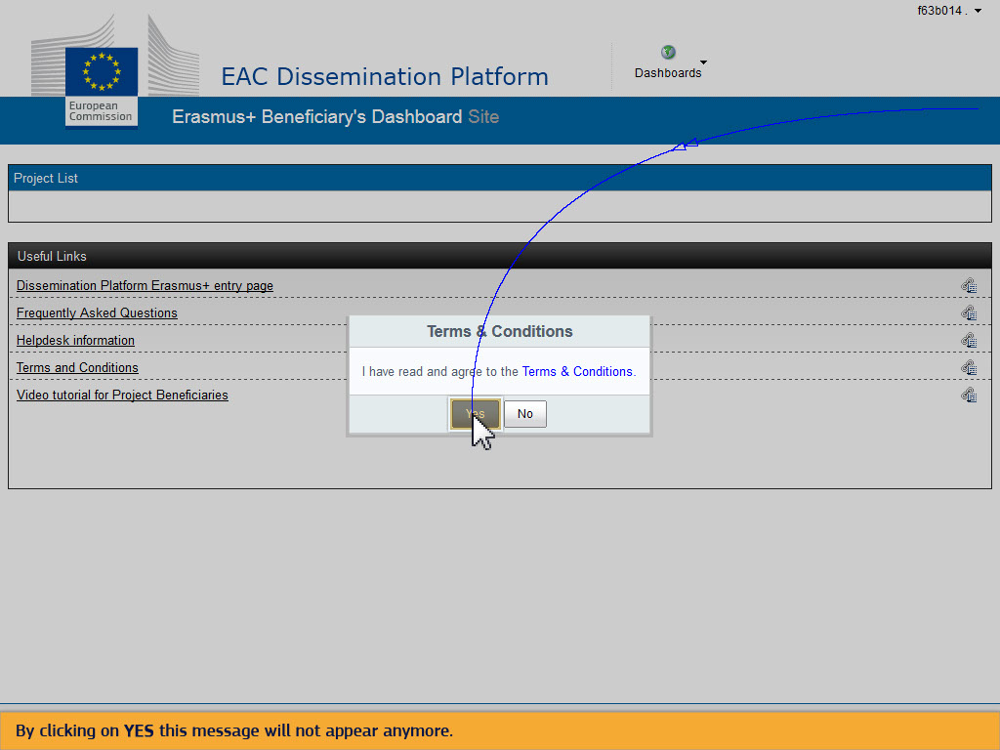 f63b014 .
Dashboards
EAC Dissemination Platform
European
Commission
Erasmus+ Beneficiary's Dashboard Site
Project List
Useful Links
Dissemination Platform Erasmus+ entry page
Frequently Asked Questions
Helpdesk information
Terms and Conditions
Video tutorial for Project Beneficiaries
Terms & Conditions
I have read and agree to the Terms & Conditions.
Yes No
By clicking on YES this message will not appear anymore.